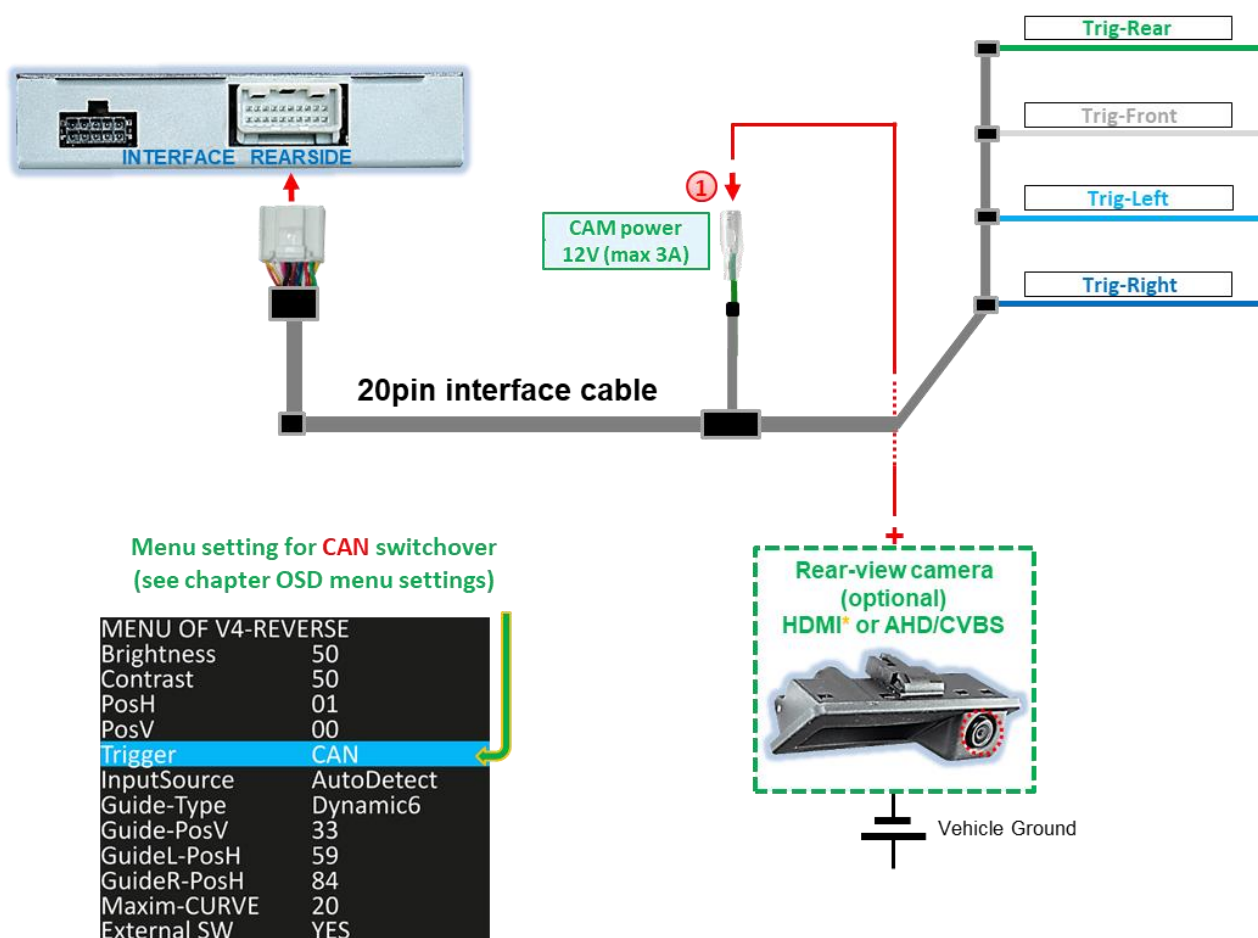 Trig-Rear
Trig-Front
Trig-Left
Trig-Right
INTERFACE REARSIDE
1
CAM power
12V (max 3A)
20pin interface cable
Menu setting for CAN switchover
(see chapter OSD menu settings)
MENU OF V4-REVERSE
Brightness 50
Contrast 50
PosH 01
PosV 00
Trigger CAN
InputSource AutoDetect
Guide-Type Dynamic6
Guide-PosV 33
GuideL-PosH 59
GuideR-PosH 84
Maxim-CURVE 20
External SW YES
+
Rear-view camera
(optional)
HDMI* or AHD/CVBS
Vehicle Ground